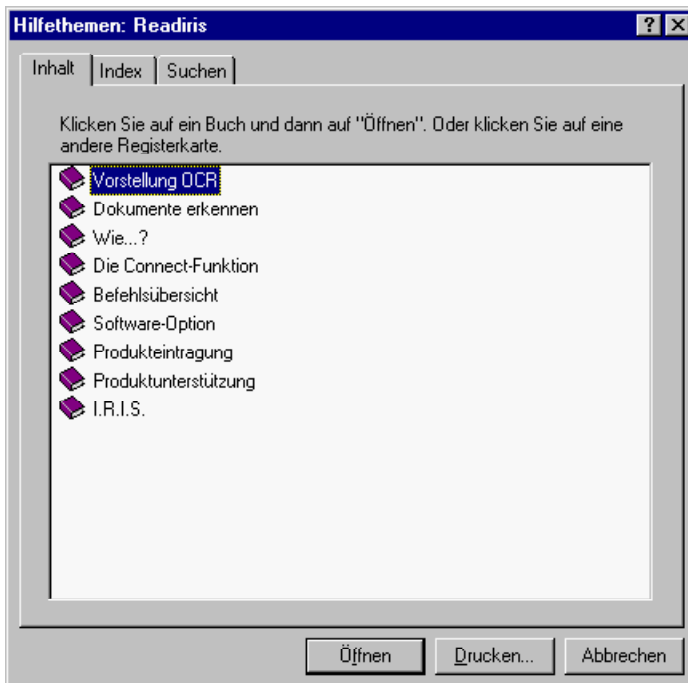 Hilfethemen: Readiris
Inhalt Index Suchen
Klicken Sie auf ein Buch und dann auf "Öffnen". Oder klicken Sie auf eine
andere Registerkarte.
Vorstellung OCR
Dokumente erkennen
Wie...?
Die Connect-Funktion
Befehlsübersicht
Software-Option
Produkteintragung
Produktunterstützung
I.R.I.S.
Öffnen Drucken... Abbrechen